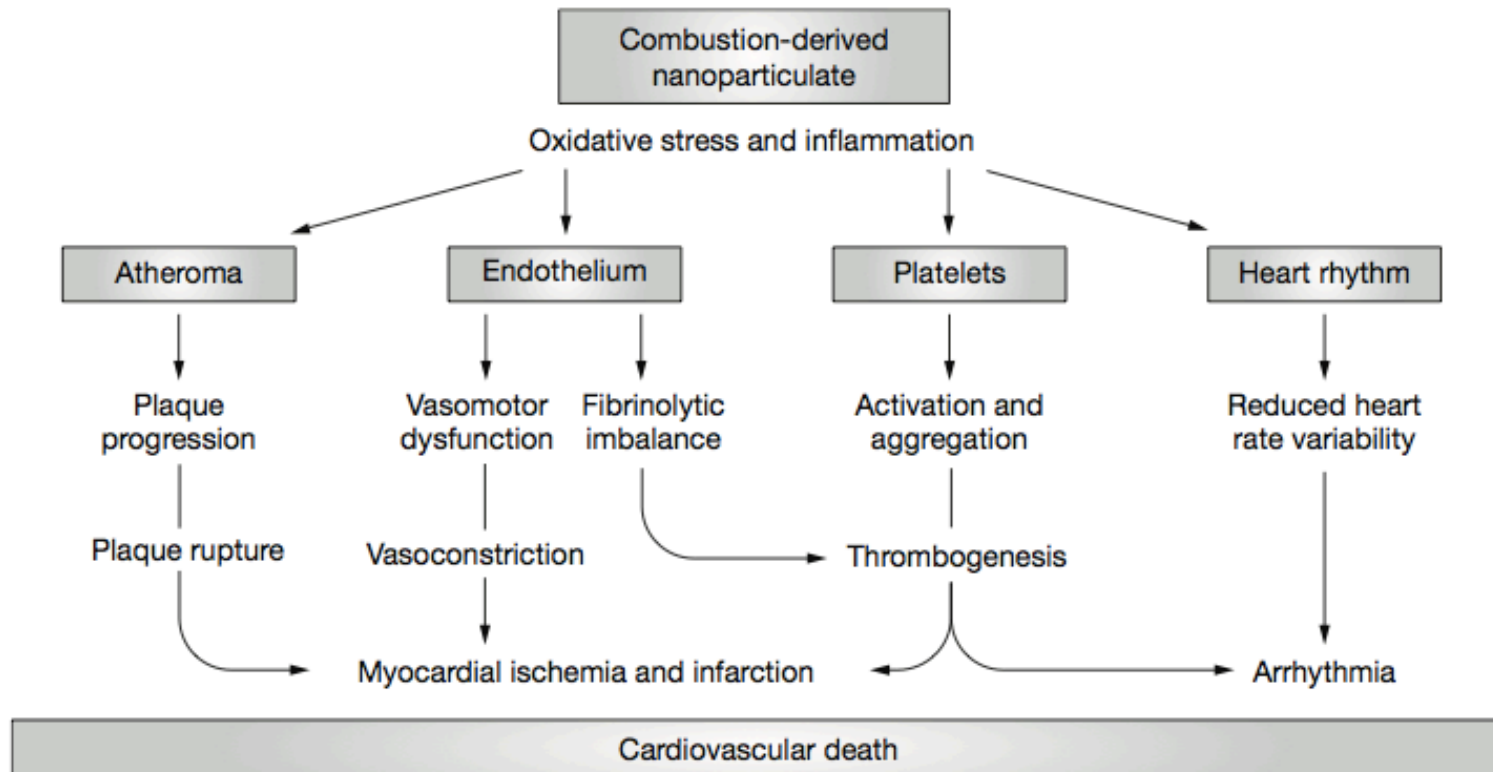 Combustion-derived
nanoparticulate
Oxidative stress and inflammation
Atheroma
Endothelium
Platelets
Heart rhythm
Plaque
progression
Vasomotor
dysfunction
Fibrinolytic
imbalance
Activation and
aggregation
Reduced heart
rate variability
Plaque rupture
Vasoconstriction
Thrombogenesis
Myocardial ischemia and infarction
Arrhythmia
Cardiovascular death